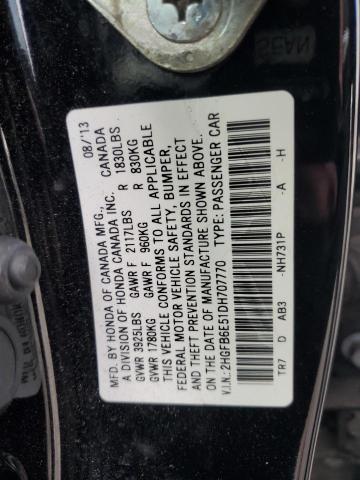 MFD. BY HONDA OF CANADA MFG., 08/'13
A DIVISION OF HONDA CANADA INC. CANADA
GVWR 3925LBS GAWR F 2117LBS R 1830LBS
GVWR 1780KG GAWR F 960KG R 830KG
THIS VEHICLE CONFORMS TO ALL APPLICABLE
FEDERAL MOTOR VEHICLE SAFETY, BUMPER,
AND THEFT PREVENTION STANDARDS IN EFFECT
ON THE DATE OF MANUFACTURE SHOWN ABOVE.
V.I.N.: 2HGFB6E51DH707770 TYPE: PASSENGER CAR
TR7 D AB3 -NH731P -A -H